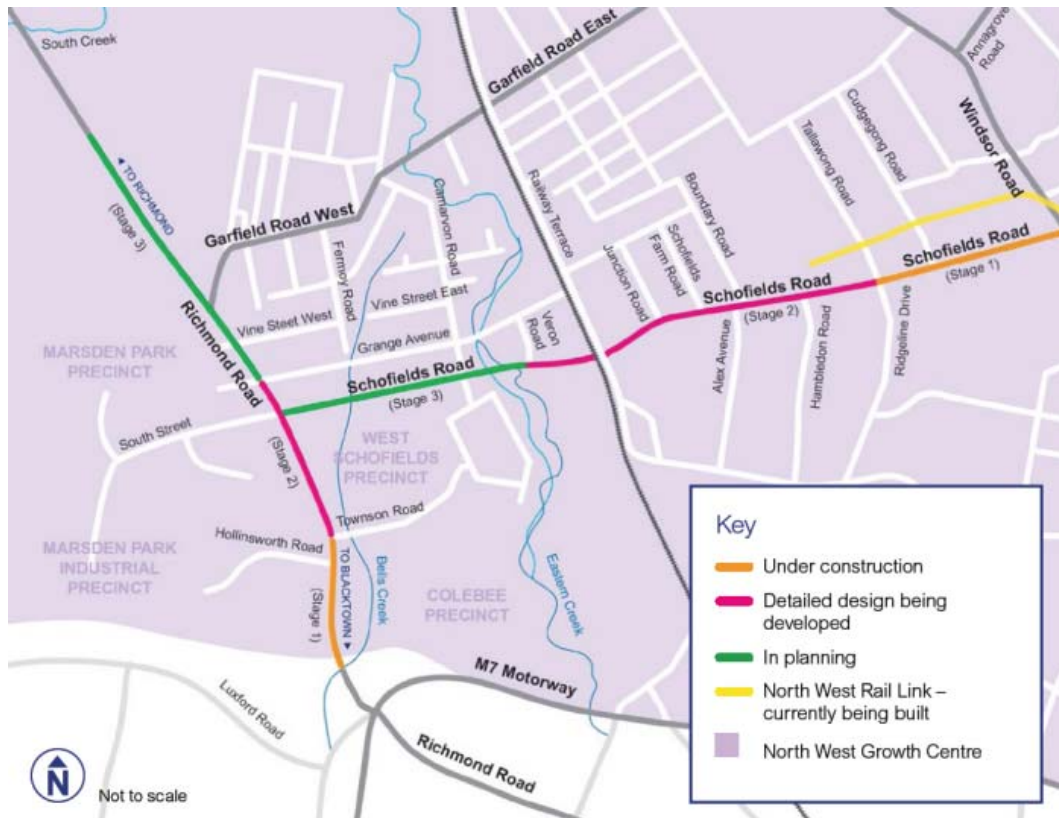 South Creek
Garfield Road East
Annagrove
Road
Windsor Road
Cudgegong Road
Tallawong Road
◄ TO RICHMOND
(Stage 3)
Garfield Road West
Carnarvon Road
Railway Terrace
Boundary Road
Schofields
Farm Road
Junction Road
Schofields Road
(Stage 1)
Fermoy Road
Vine Street East
Vine Steet West
Schofields Road
(Stage 2)
Veron
Road
Alex Avenue
Hambledon Road
Ridgeline Drive
Grange Avenue
MARSDEN PARK
PRECINCT
Richmond Road
Schofields Road
(Stage 3)
South Street
(Stage 2)
WEST
SCHOFIELDS
PRECINCT
Townson Road
Hollinsworth Road
MARSDEN PARK
INDUSTRIAL
PRECINCT
(Stage 1)
TO BLACKTOWN ►
Bells Creek
COLEBEE
PRECINCT
Eastern Creek
M7 Motorway
Luxford Road
Richmond Road
N
Not to scale
Key
Under construction
Detailed design being
developed
In planning
North West Rail Link –
currently being built
North West Growth Centre